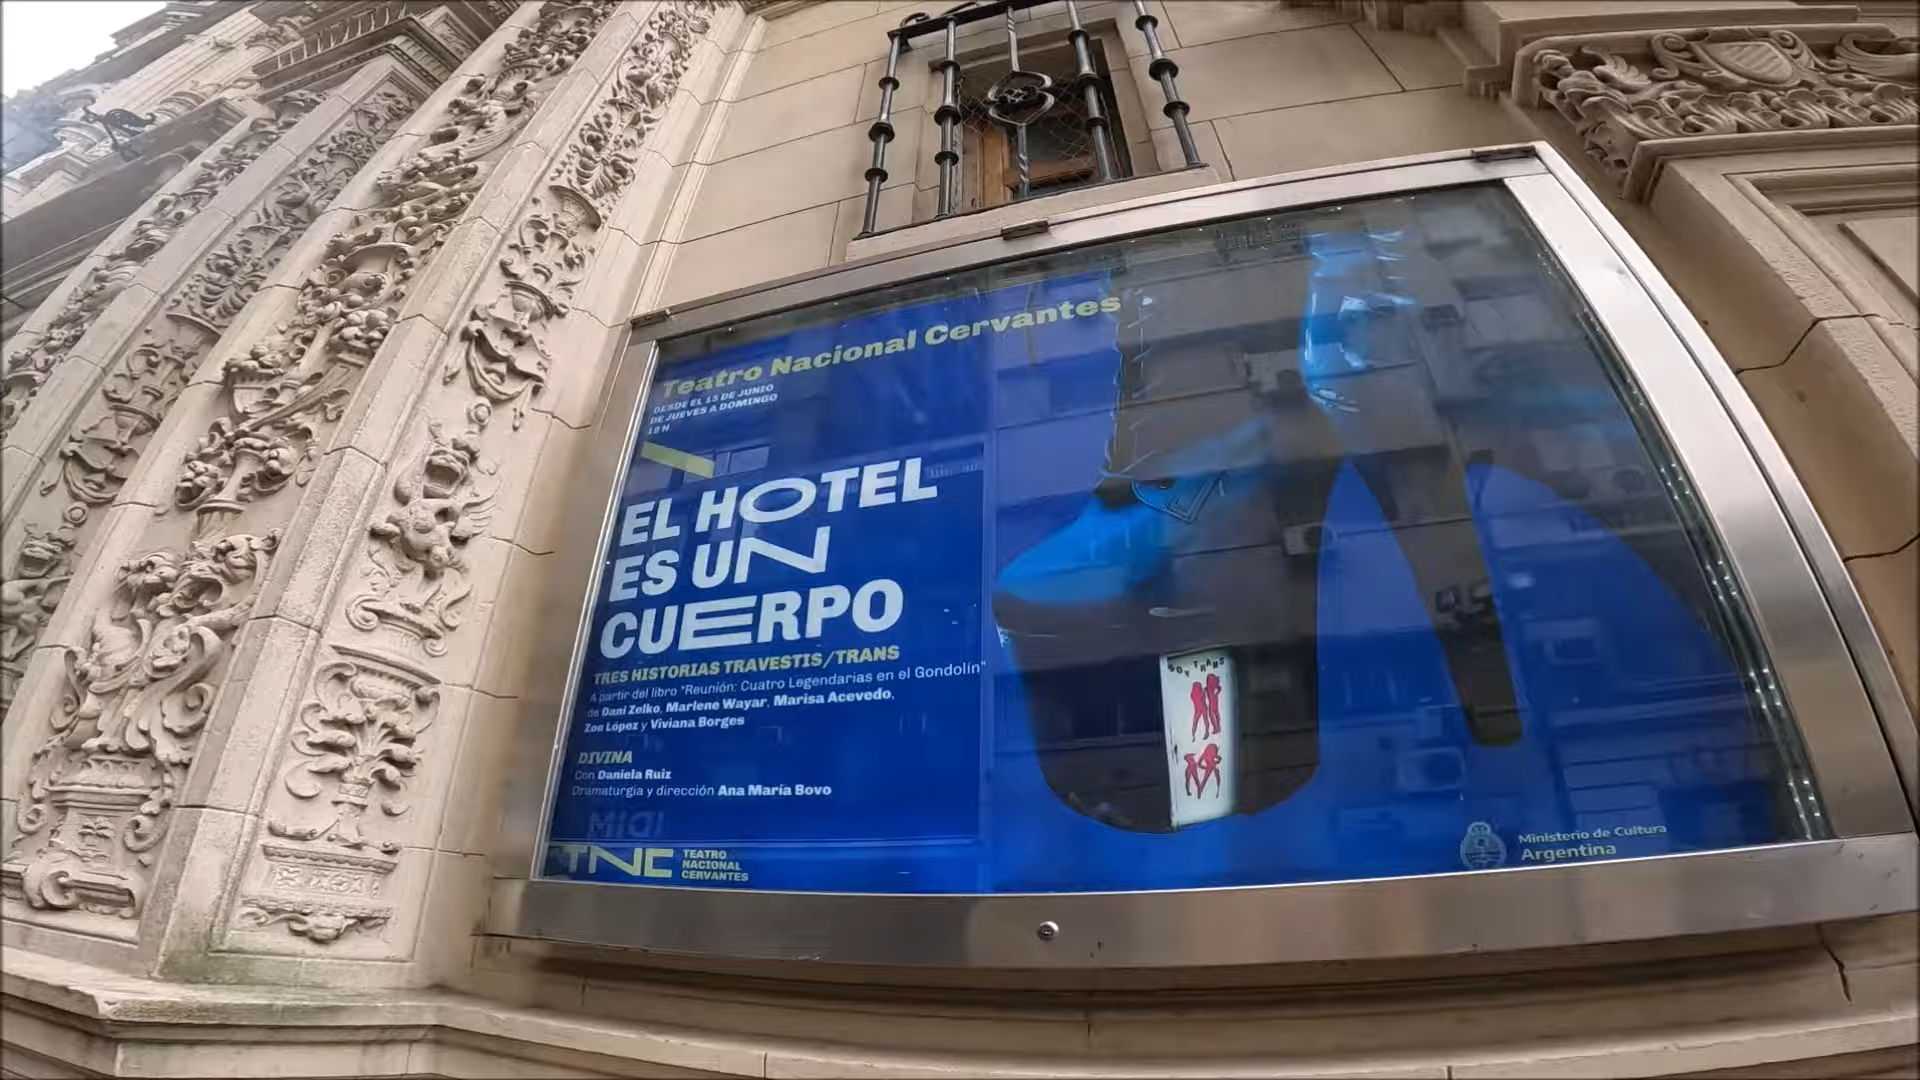 Teatro Nacional Cervantes
DESDE EL 15 DE JUNIO
DE JUEVES A DOMINGO
18 H
EL HOTEL
ES UN
CUERPO
TRES HISTORIAS TRAVESTIS/TRANS
A partir del libro "Reunión: Cuatro Legendarias en el Gondolín"
de Dani Zelko, Marlene Wayar, Marisa Acevedo,
Zoe López y Viviana Borges
DIVINA
Con Daniela Ruiz
Dramaturgia y dirección Ana María Bovo
TNC
TEATRO
NACIONAL
CERVANTES
SOY TRANS
Ministerio de Cultura
Argentina